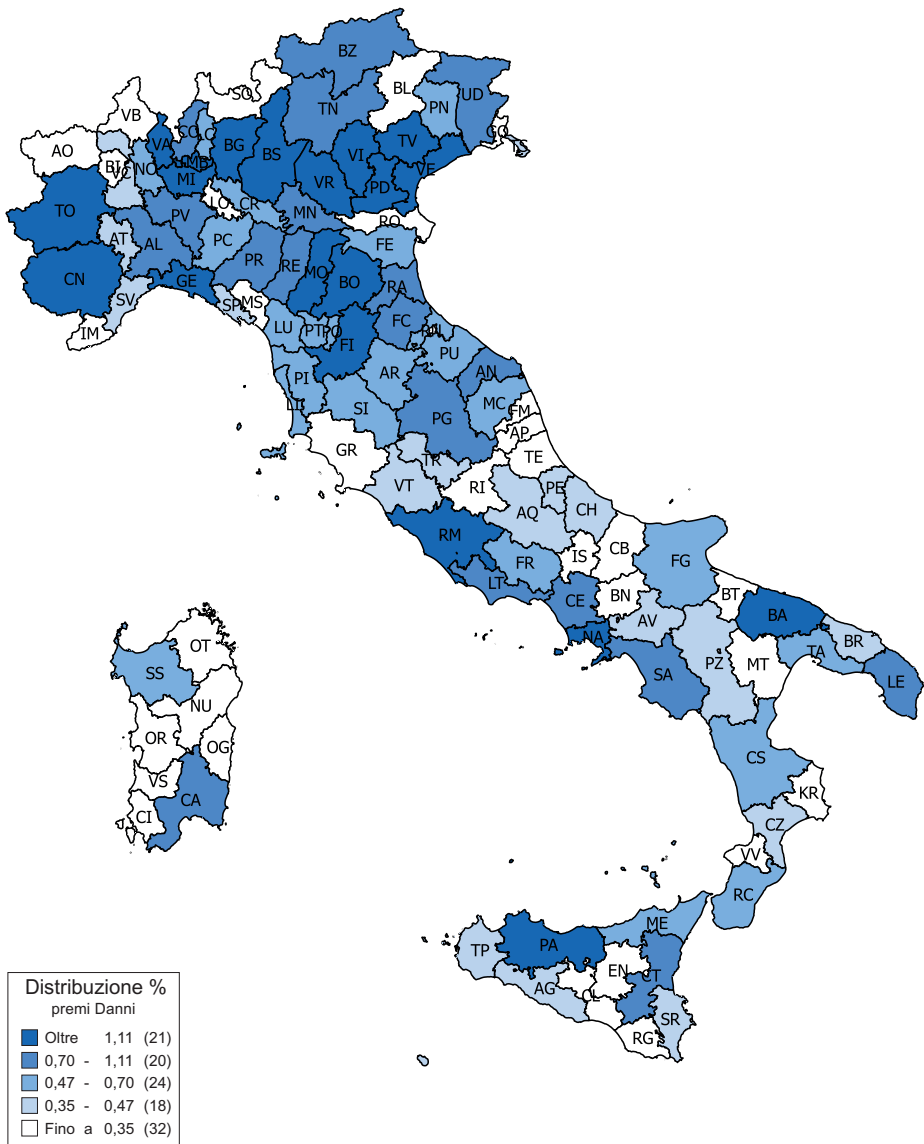 BZ
BL
UD
SO
TN
PN
VB
GO
TS
AO
VA
CO
LC
BG
BS
VI
TV
BI
VC
NO
MB
MI
VR
PD
VE
TO
LO
CR
MN
RO
AT
AL
PV
PC
FE
PR
RE
MO
BO
RA
CN
GE
SV
SP
MS
FC
IM
LU
PT
PO
FI
RN
PU
AR
AN
PI
LI
SI
MC
PG
FM
AP
GR
TR
TE
VT
RI
PE
AQ
CH
RM
IS
CB
FR
FG
LT
CE
BN
BT
BA
NA
AV
BR
OT
SS
SA
PZ
MT
TA
LE
NU
OR
OG
CS
VS
CA
CI
KR
CZ
VV
RC
ME
TP
PA
EN
CT
AG
CL
SR
RG
Distribuzione %
premi Danni
Oltre 1,11 (21)
0,70 - 1,11 (20)
0,47 - 0,70 (24)
0,35 - 0,47 (18)
Fino a 0,35 (32)